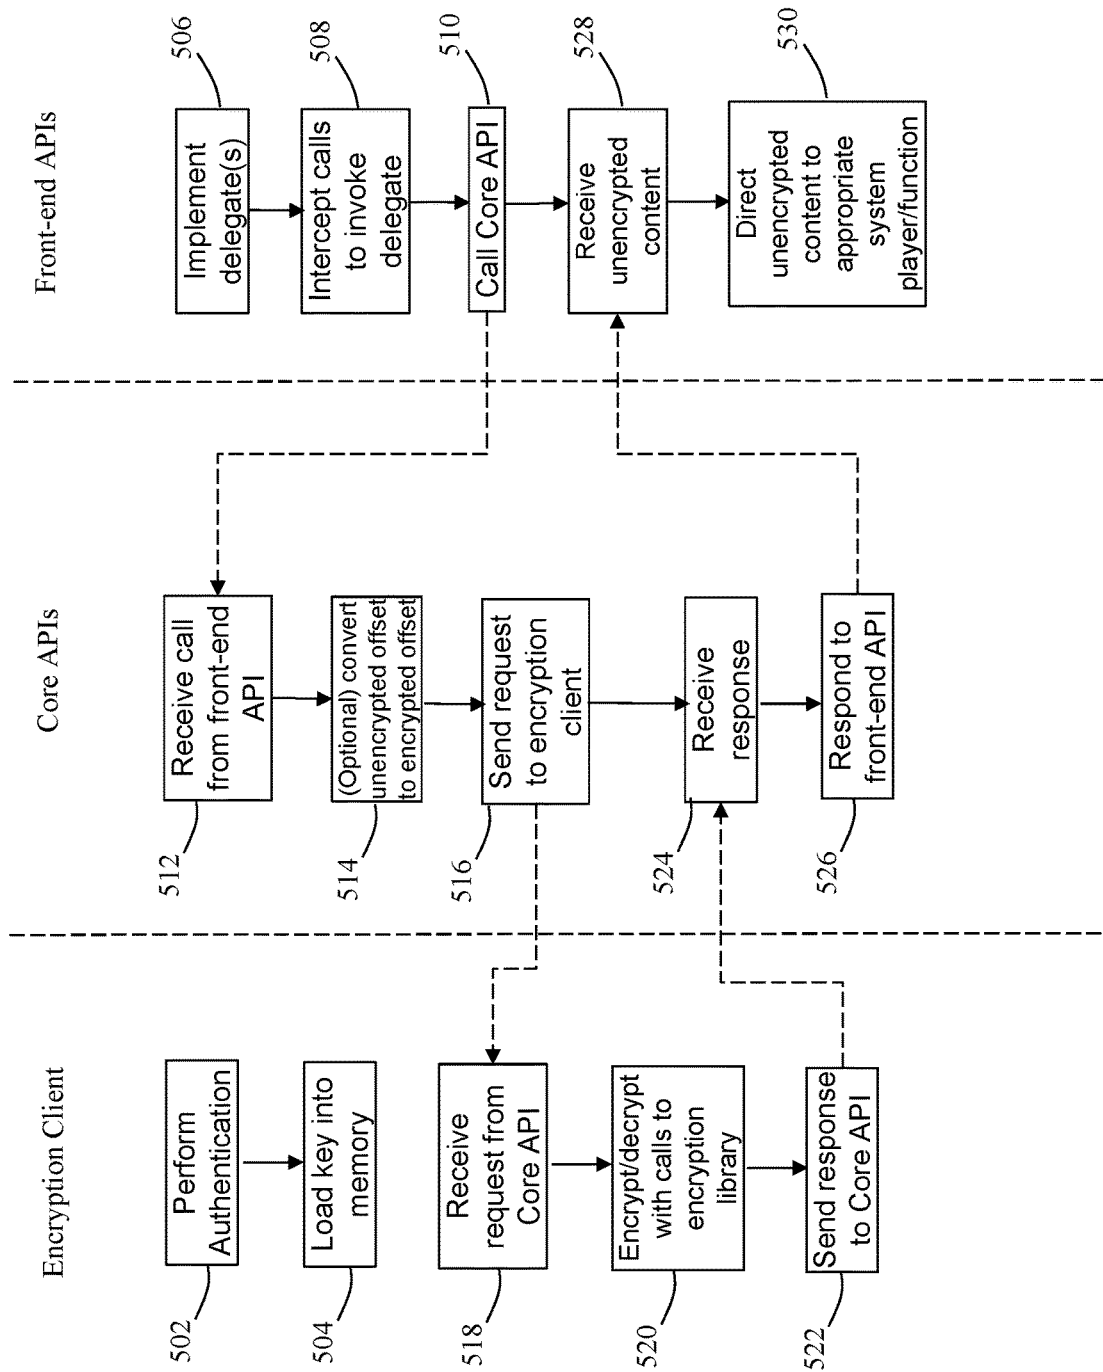 Encryption Client
Core APIs
Front-end APIs
502
Perform
Authentication
504
Load key into
memory
518
Receive
request from
Core API
520
Encrypt/decrypt
with calls to
encryption
library
522
Send response
to Core API
512
Receive call
from front-end
API
514
(Optional) convert
unencrypted offset
to encrypted offset
516
Send request
to encryption
client
524
Receive
response
526
Respond to
front-end API
506
Implement
delegate(s)
508
Intercept calls
to invoke
delegate
510
Call Core API
528
Receive
unencrypted
content
530
Direct
unencrypted
content to
appropriate
system
player/function